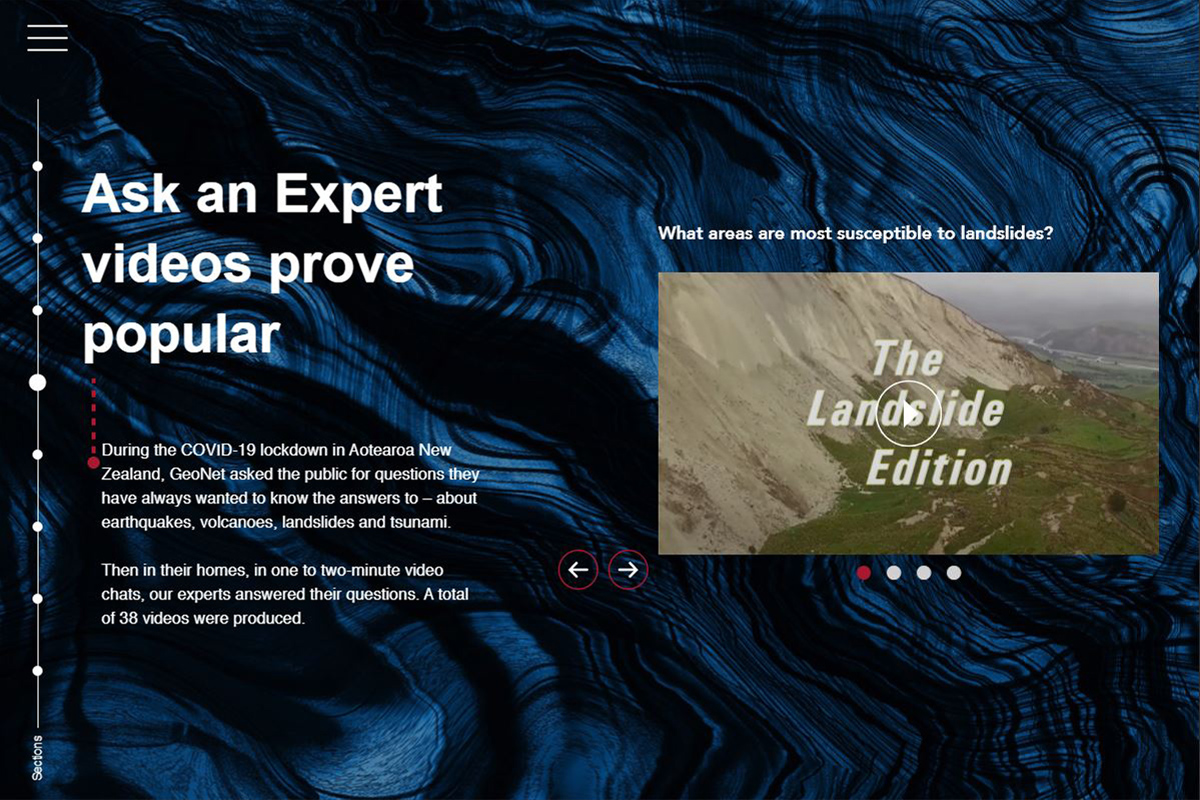 Ask an Expert
videos prove
popular
During the COVID-19 lockdown in Aotearoa New
Zealand, GeoNet asked the public for questions they
have always wanted to know the answers to – about
earthquakes, volcanoes, landslides and tsunami.
Then in their homes, in one to two-minute video
chats, our experts answered their questions. A total
of 38 videos were produced.
What areas are most susceptible to landslides?
The
Landslide
Edition
Sections